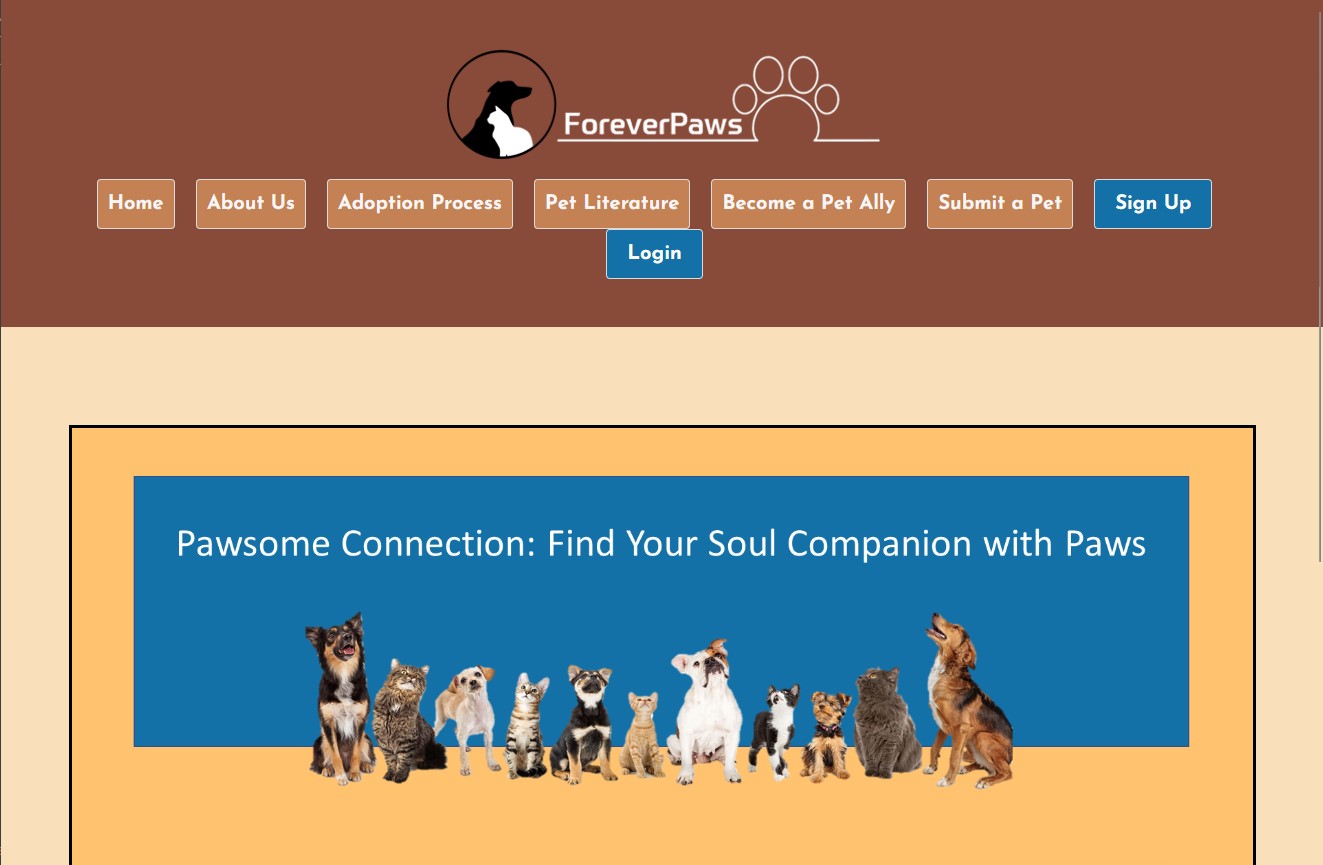 ForeverPaws
Home About Us Adoption Process Pet Literature Become a Pet Ally Submit a Pet Sign Up
Login
Pawsome Connection: Find Your Soul Companion with Paws